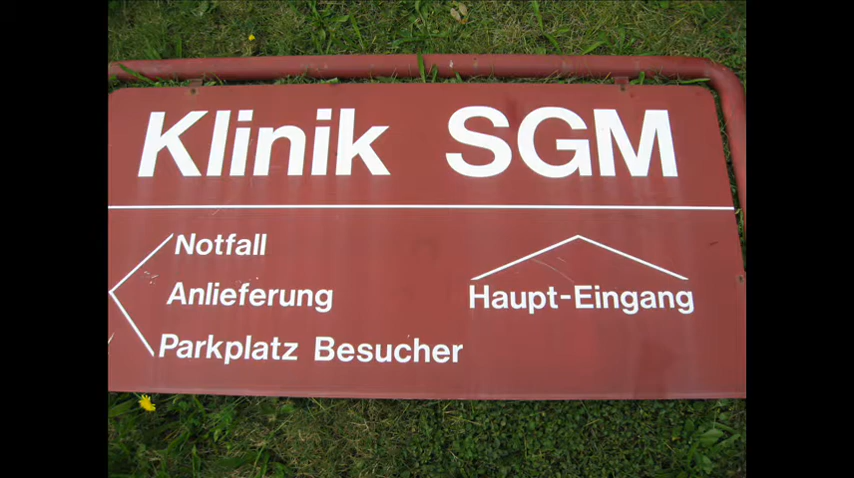 Klinik SGM
Notfall
Anlieferung
Parkplatz Besucher
Haupt-Eingang